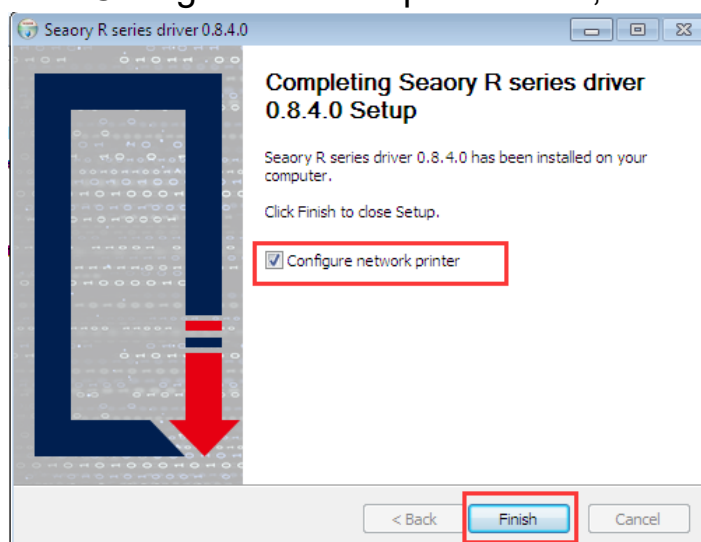 Seaory R series driver 0.8.4.0
Completing Seaory R series driver
0.8.4.0 Setup
Seaory R series driver 0.8.4.0 has been installed on your
computer.
Click Finish to close Setup.
Configure network printer
< Back
Finish
Cancel